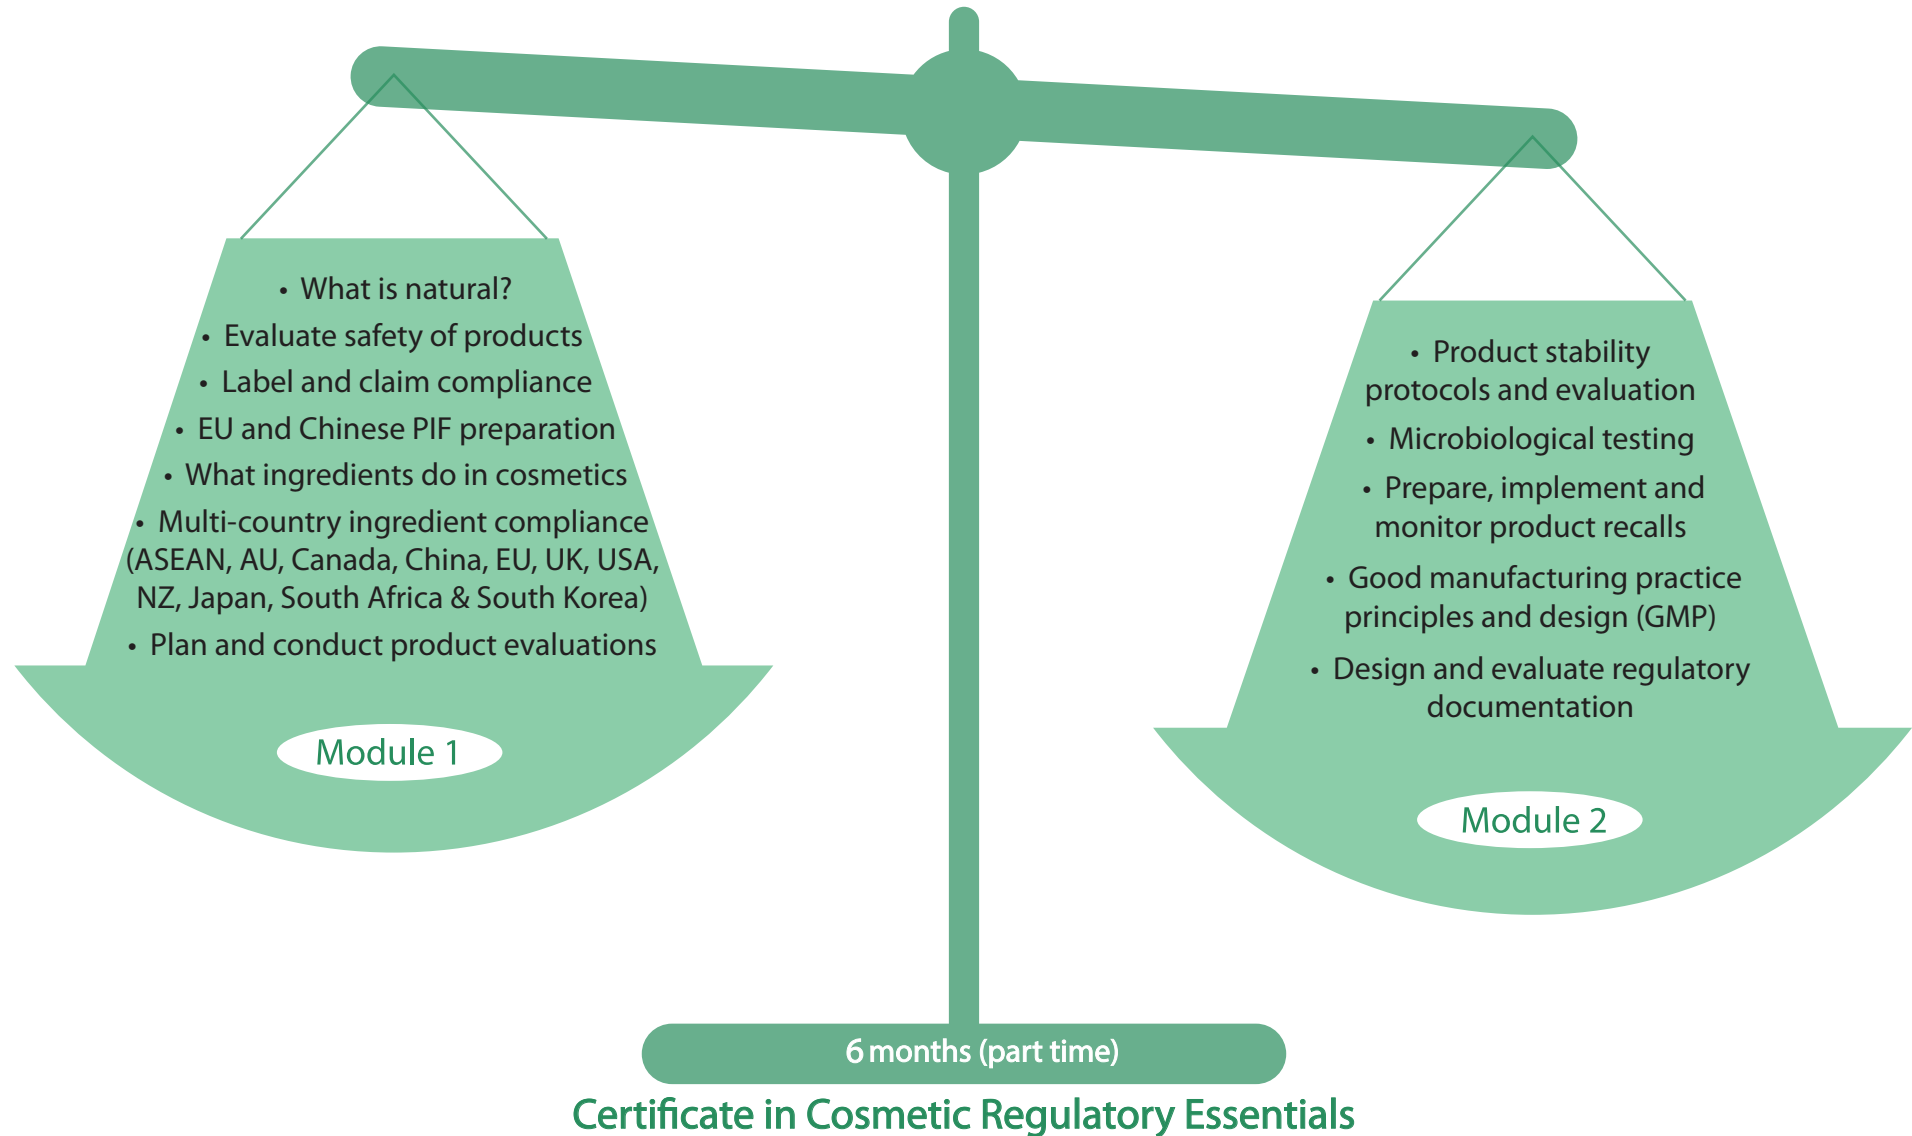 • What is natural?
• Evaluate safety of products
• Label and claim compliance
• EU and Chinese PIF preparation
• What ingredients do in cosmetics
• Multi-country ingredient compliance
(ASEAN, AU, Canada, China, EU, UK, USA,
NZ, Japan, South Africa & South Korea)
• Plan and conduct product evaluations
Module 1
• Product stability
protocols and evaluation
• Microbiological testing
• Prepare, implement and
monitor product recalls
• Good manufacturing practice
principles and design (GMP)
• Design and evaluate regulatory
documentation
Module 2
6 months (part time)
Certificate in Cosmetic Regulatory Essentials